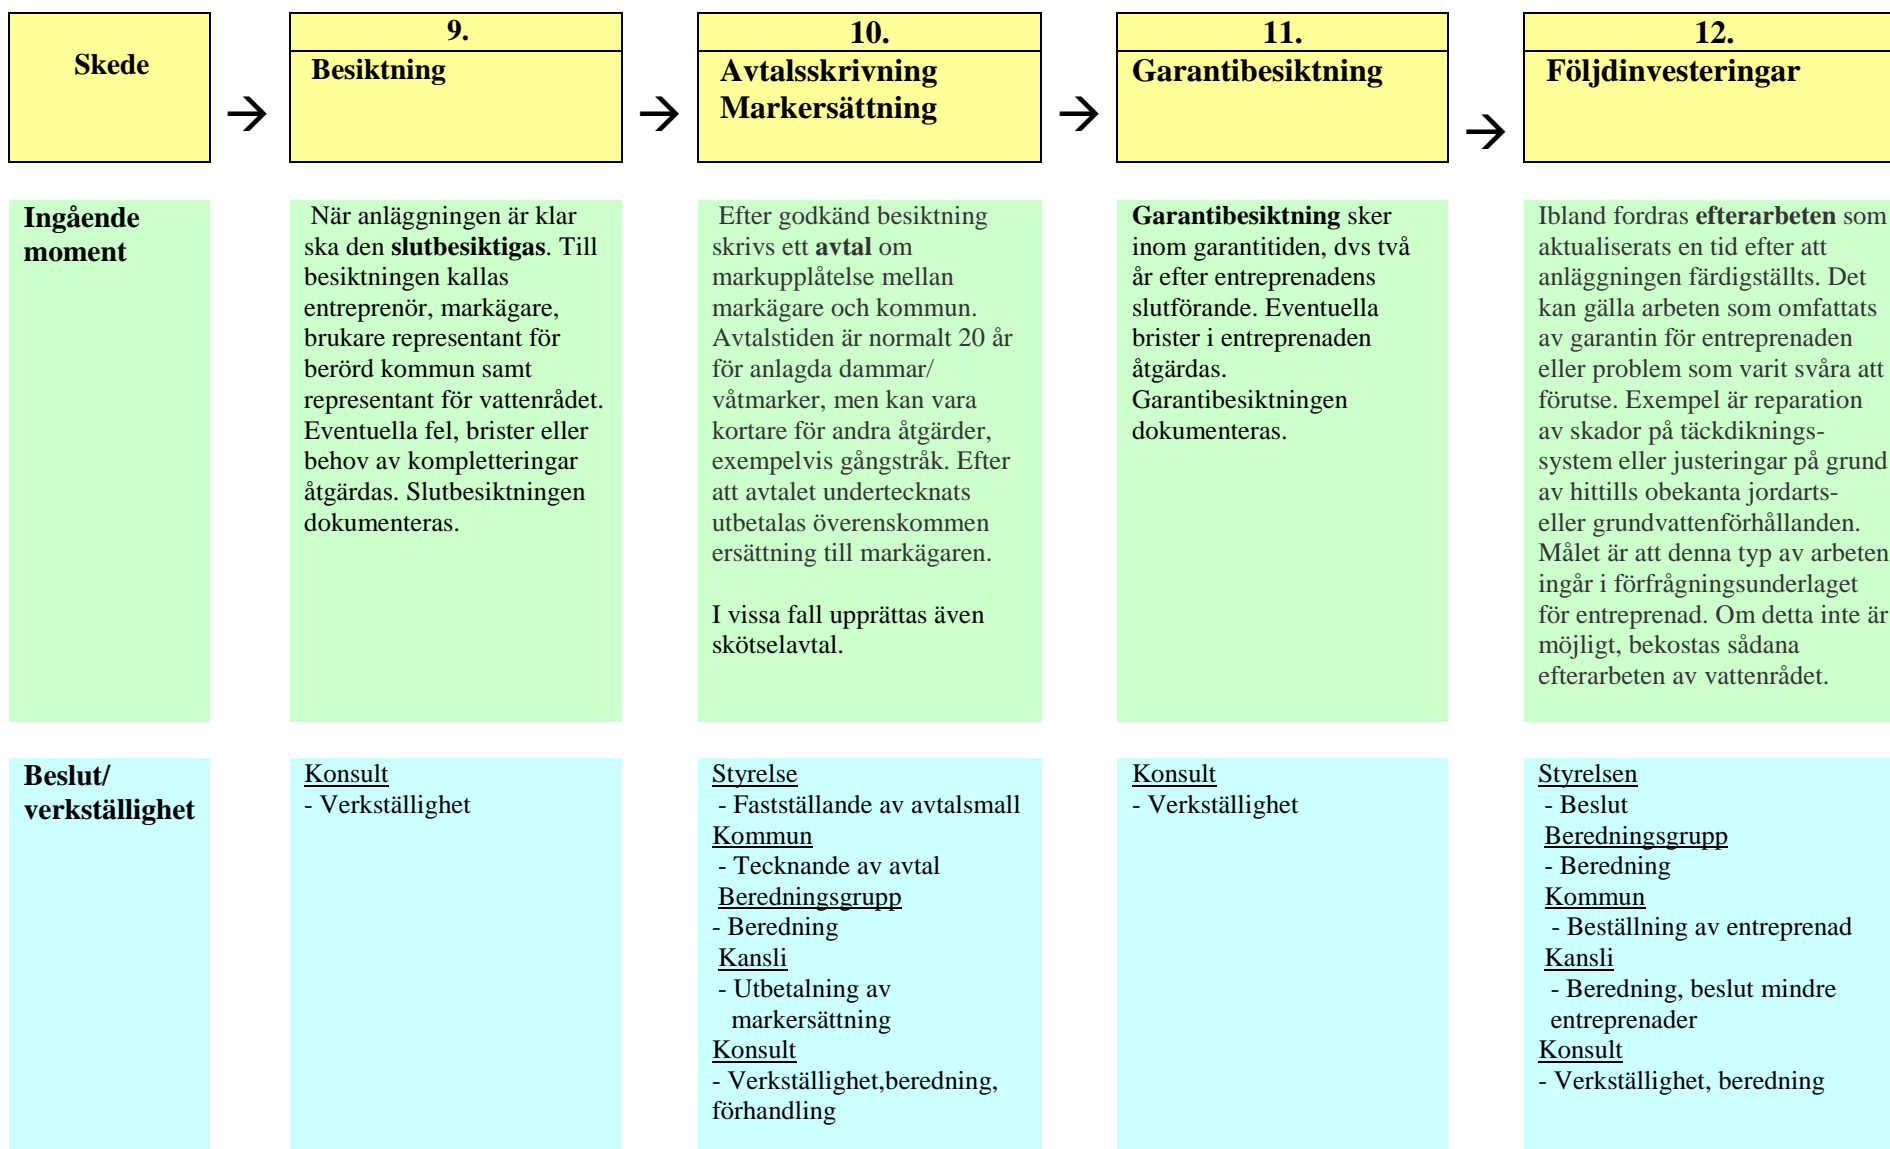 Skede
→
9.
Besiktning
→
10.
Avtalsskrivning
Markersättning
→
11.
Garantibesiktning
→
12.
Följdinvesteringar
Ingående
moment
När anläggningen är klar
ska den slutbesiktigas. Till
besiktningen kallas
entreprenör, markägare,
brukare representant för
berörd kommun samt
representant för vattenrådet.
Eventuella fel, brister eller
behov av kompletteringar
åtgärdas. Slutbesiktningen
dokumenteras.
Efter godkänd besiktning
skrivs ett avtal om
markupplåtelse mellan
markägare och kommun.
Avtalstiden är normalt 20 år
för anlagda dammar/
våtmarker, men kan vara
kortare för andra åtgärder,
exempelvis gångstråk. Efter
att avtalet undertecknats
utbetalas överenskommen
ersättning till markägaren.
I vissa fall upprättas även
skötselavtal.
Garantibesiktning sker
inom garantitiden, dvs två
år efter entreprenadens
slutförande. Eventuella
brister i entreprenaden
åtgärdas.
Garantibesiktningen
dokumenteras.
Ibland fordras efterarbeten som
aktualiserats en tid efter att
anläggningen färdigställts. Det
kan gälla arbeten som omfattats
av garantin för entreprenaden
eller problem som varit svåra att
förutse. Exempel är reparation
av skador på täckdiknings-
system eller justeringar på grund
av hittills obekanta jordarts-
eller grundvattenförhållanden.
Målet är att denna typ av arbeten
ingår i förfrågningsunderlaget
för entreprenad. Om detta inte är
möjligt, bekostas sådana
efterarbeten av vattenrådet.
Beslut/
verkställighet
Konsult
- Verkställighet
Styrelse
- Fastställande av avtalsmall
Kommun
- Tecknande av avtal
Beredningsgrupp
- Beredning
Kansli
- Utbetalning av
markersättning
Konsult
- Verkställighet,beredning,
förhandling
Konsult
- Verkställighet
Styrelsen
- Beslut
Beredningsgrupp
- Beredning
Kommun
- Beställning av entreprenad
Kansli
- Beredning, beslut mindre
entreprenader
Konsult
- Verkställighet, beredning